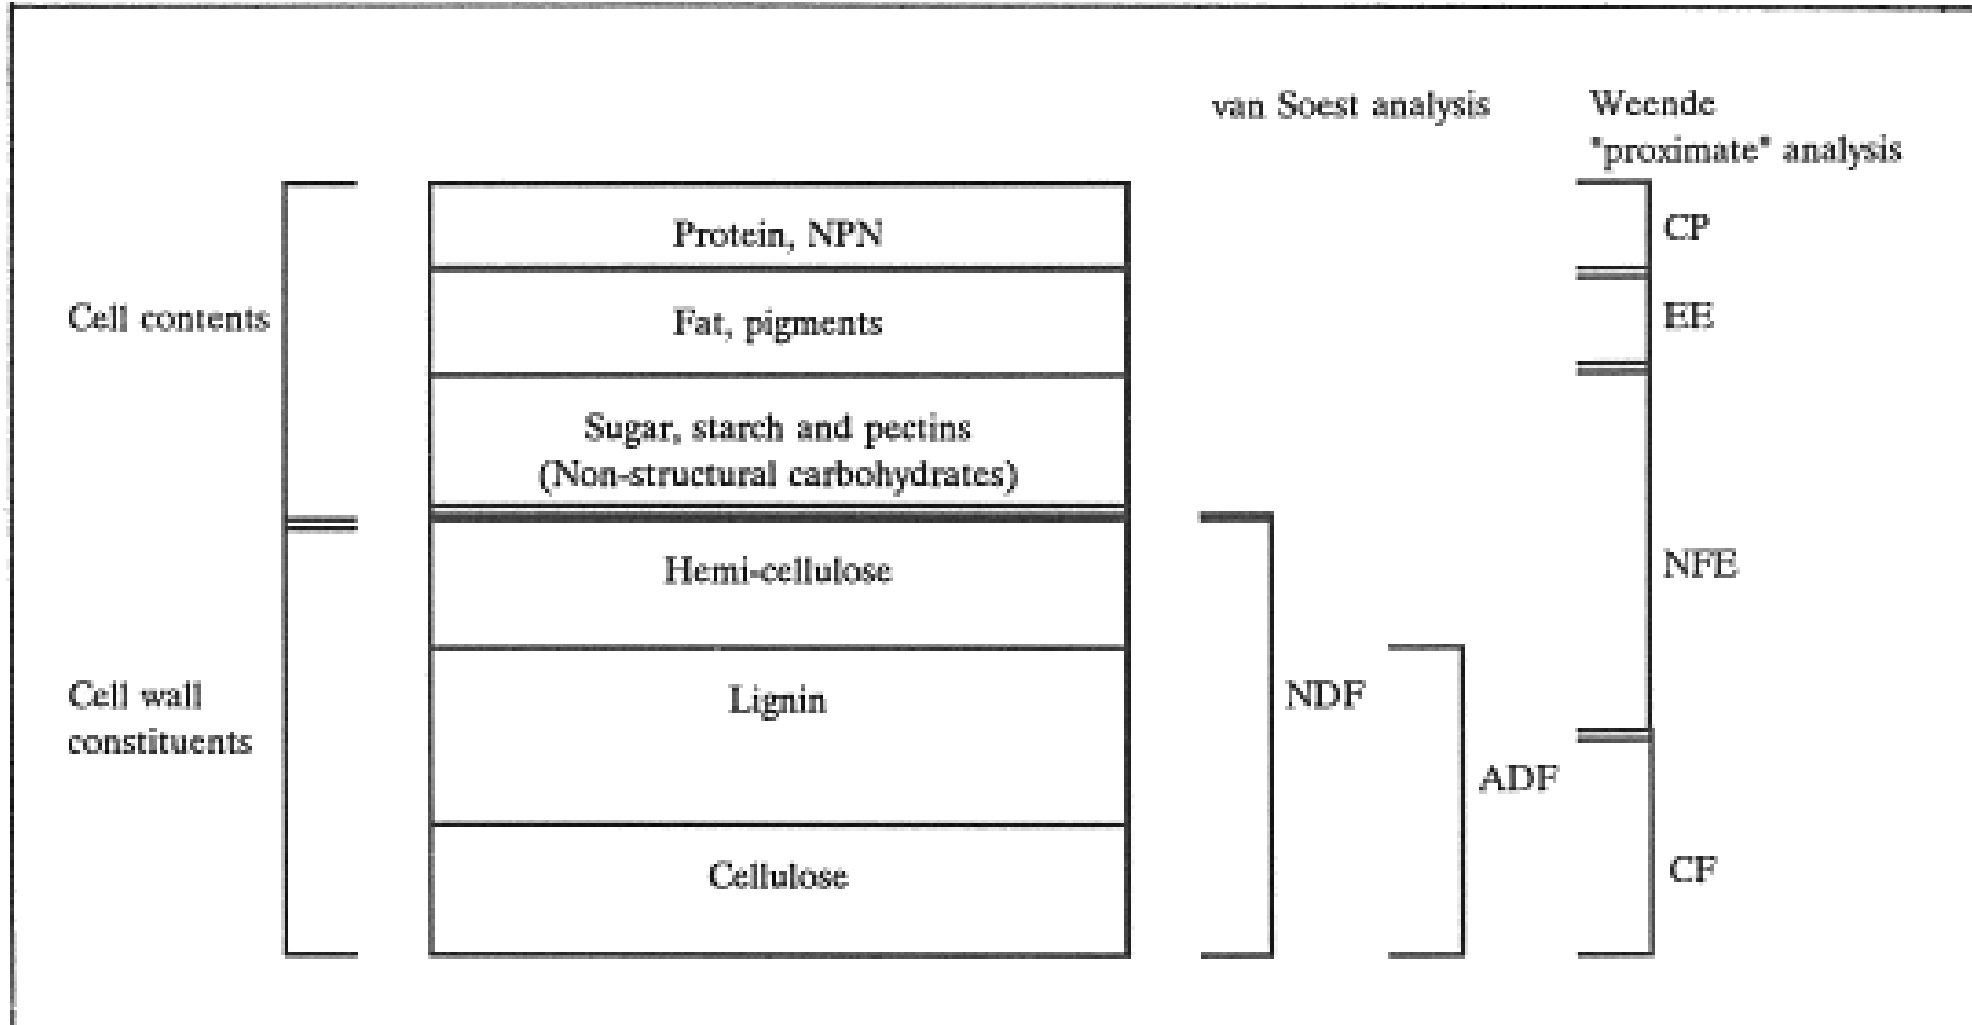 van Soest analysis
Weende
"proximate" analysis
Protein, NPN
CP
Cell contents
Fat, pigments
EE
Sugar, starch and pectins
(Non-structural carbohydrates)
Hemi-cellulose
NFE
Cell wall
constituents
Lignin
NDF
ADF
Cellulose
CF